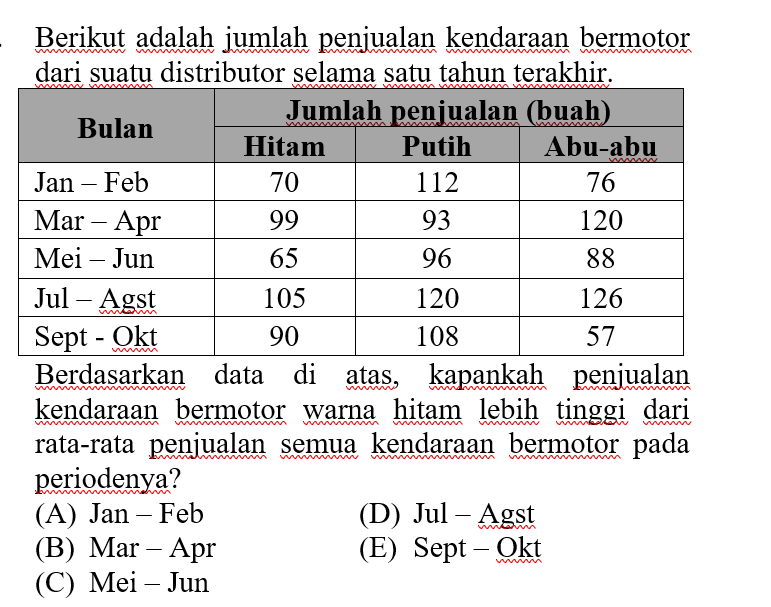 Berikut adalah jumlah penjualan kendaraan bermotor
dari suatu distributor selama satu tahun terakhir.
Bulan
Jumlah penjualan (buah)
Hitam Putih Abu-abu
Jan – Feb 70 112 76
Mar – Apr 99 93 120
Mei – Jun 65 96 88
Jul – Agst 105 120 126
Sept - Okt 90 108 57
Berdasarkan data di atas, kapankah penjualan
kendaraan bermotor warna hitam lebih tinggi dari
rata-rata penjualan semua kendaraan bermotor pada
periodenya?
(A) Jan – Feb (D) Jul – Agst
(B) Mar – Apr (E) Sept – Okt
(C) Mei – Jun